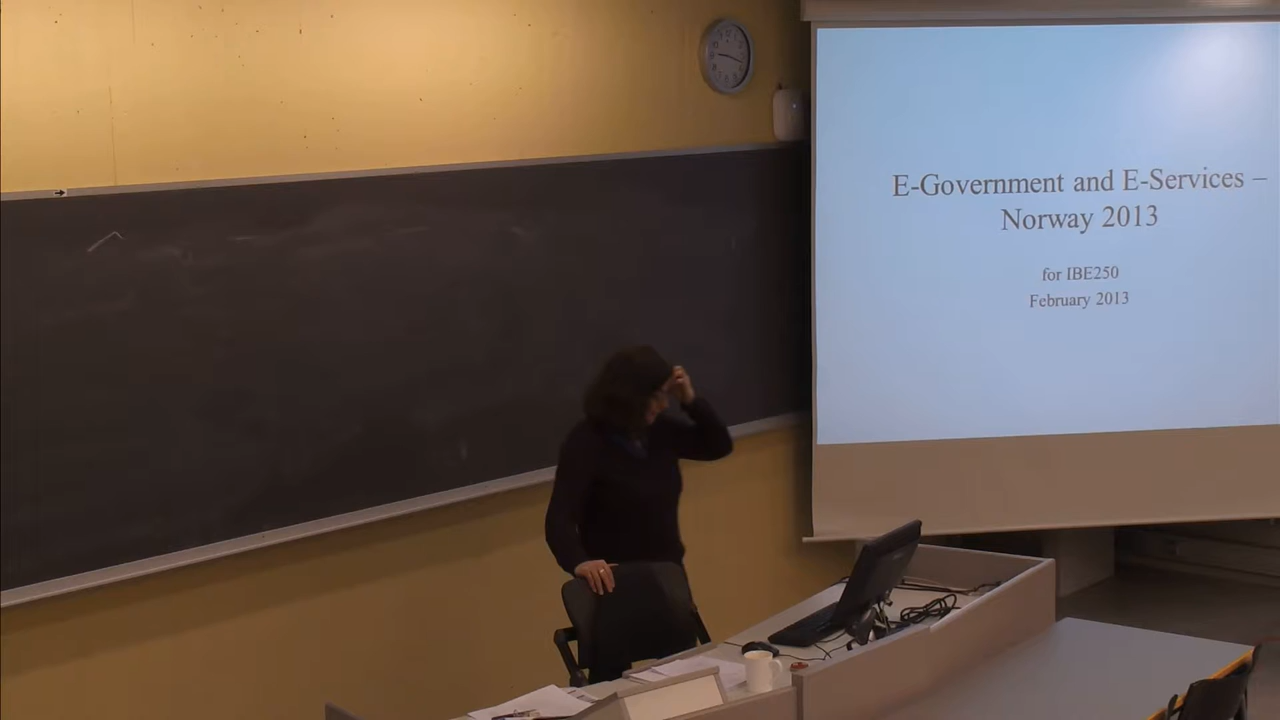 E-Government and E-Services –
Norway 2013
for IBE250
February 2013